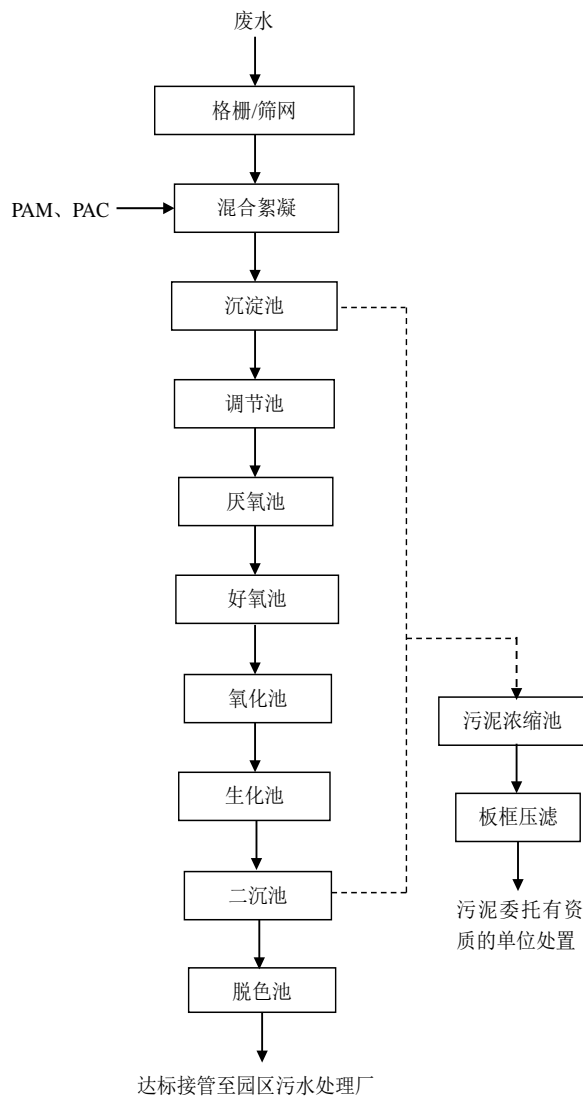 废水
格栅/筛网
PAM、PAC
混合絮凝
沉淀池
调节池
厌氧池
好氧池
氧化池
污泥浓缩池
生化池
板框压滤
二沉池
污泥委托有资
质的单位处置
脱色池
达标接管至园区污水处理厂